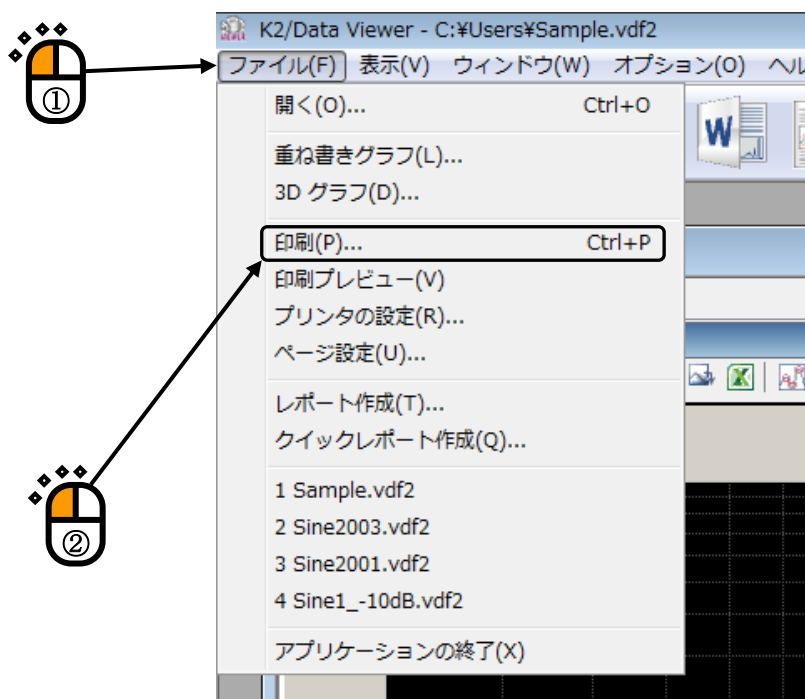 K2/Data Viewer - C:¥Users¥Sample.vdf2
ファイル(F) 表示(V) ウィンドウ(W) オプション(O) ヘル
①
開く(O)... Ctrl+O
W
重ね書きグラフ(L)...
3D グラフ(D)...
印刷(P)... Ctrl+P
印刷プレビュー(V)
プリンタの設定(R)...
ページ設定(U)...
レポート作成(T)...
クイックレポート作成(Q)...
1 Sample.vdf2
2 Sine2003.vdf2
②
3 Sine2001.vdf2
4 Sine1_-10dB.vdf2
アプリケーションの終了(X)